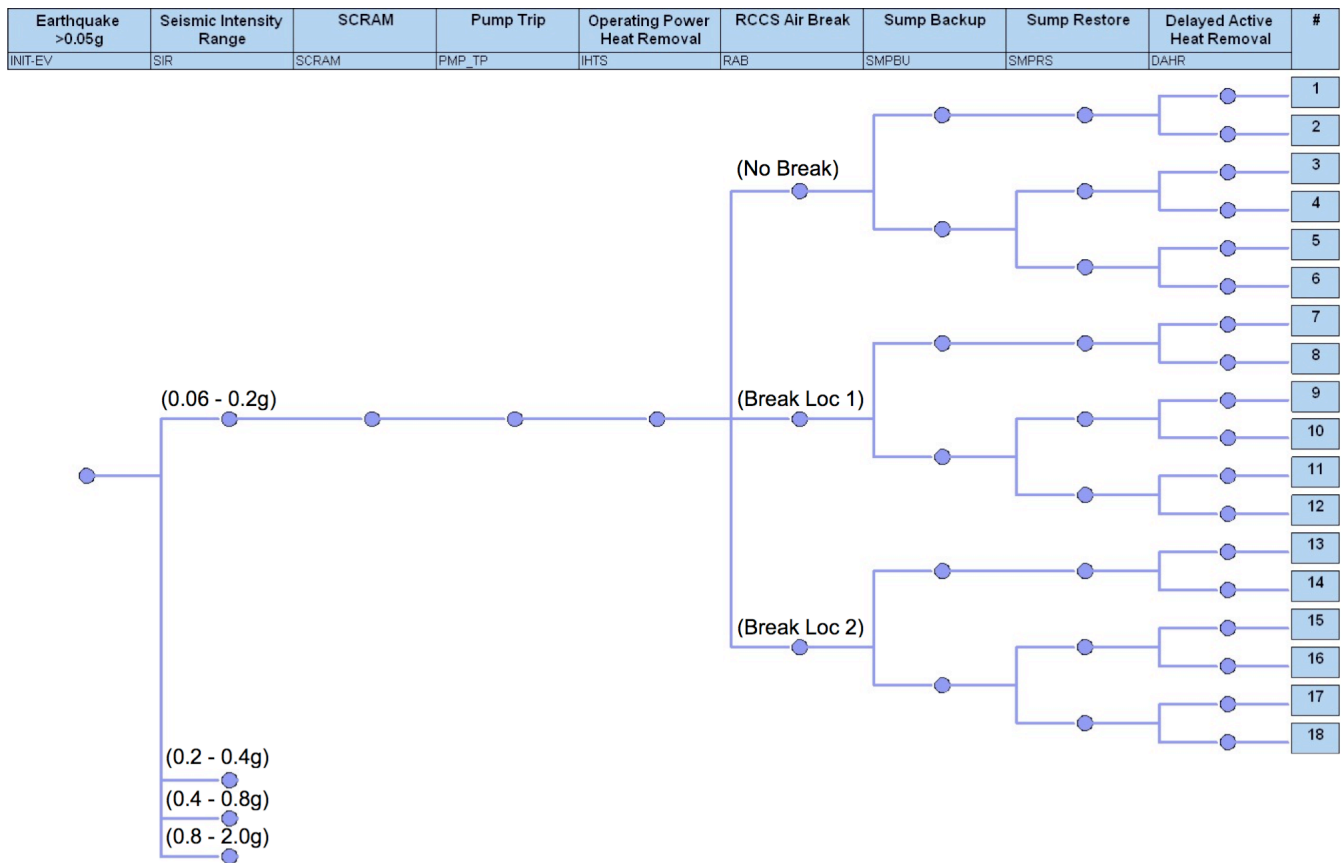 Earthquake >0.05g
Seismic Intensity Range
SCRAM
Pump Trip
Operating Power Heat Removal
RCCS Air Break
Sump Backup
Sump Restore
Delayed Active Heat Removal
#
INIT-EV
SIR
SCRAM
PMP_TP
IHTS
RAB
SMPBU
SMPRS
DAHR
1
2
(No Break)
3
4
5
6
7
8
(0.06 - 0.2g)
(Break Loc 1)
9
10
11
12
13
14
(Break Loc 2)
15
16
17
18
(0.2 - 0.4g)
(0.4 - 0.8g)
(0.8 - 2.0g)